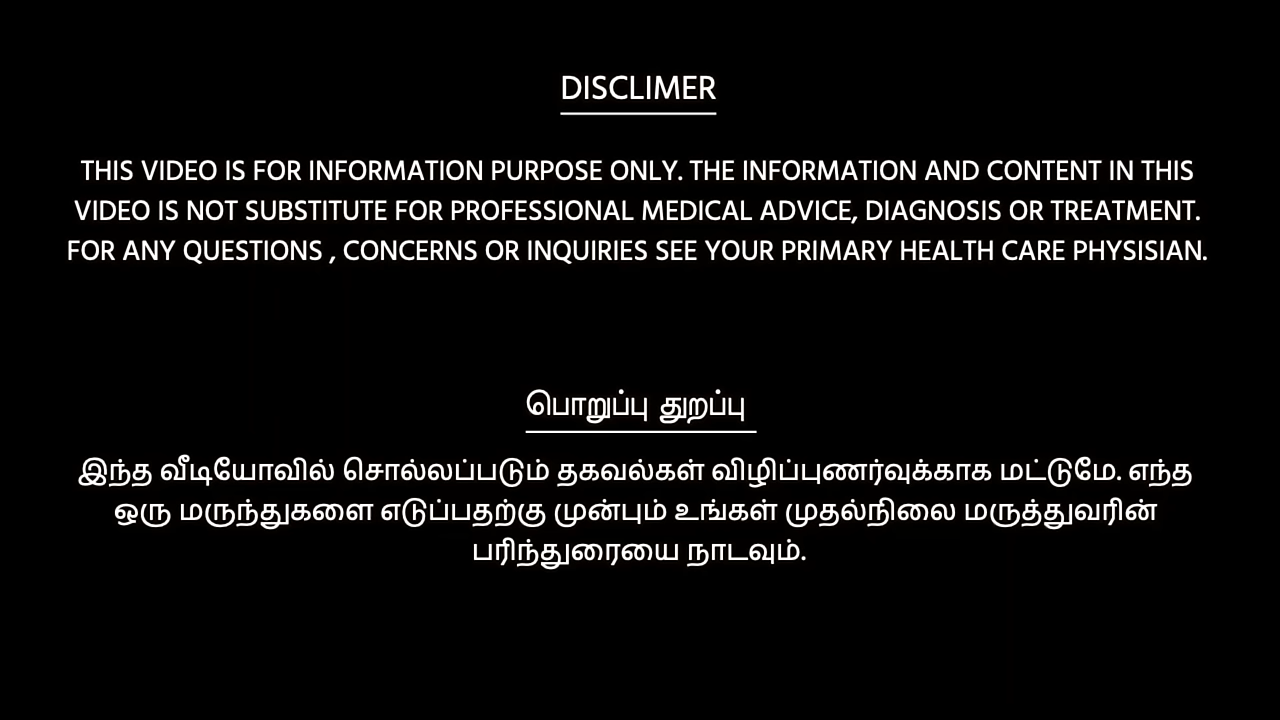 DISCLIMER
THIS VIDEO IS FOR INFORMATION PURPOSE ONLY. THE INFORMATION AND CONTENT IN THIS
VIDEO IS NOT SUBSTITUTE FOR PROFESSIONAL MEDICAL ADVICE, DIAGNOSIS OR TREATMENT.
FOR ANY QUESTIONS , CONCERNS OR INQUIRIES SEE YOUR PRIMARY HEALTH CARE PHYSISIAN.
பொறுப்பு துறப்பு
இந்த வீடியோவில் சொல்லப்படும் தகவல்கள் விழிப்புணர்வுக்காக மட்டுமே. எந்த
ஒரு மருந்துகளை எடுப்பதற்கு முன்பும் உங்கள் முதல்நிலை மருத்துவரின்
பரிந்துரையை நாடவும்.